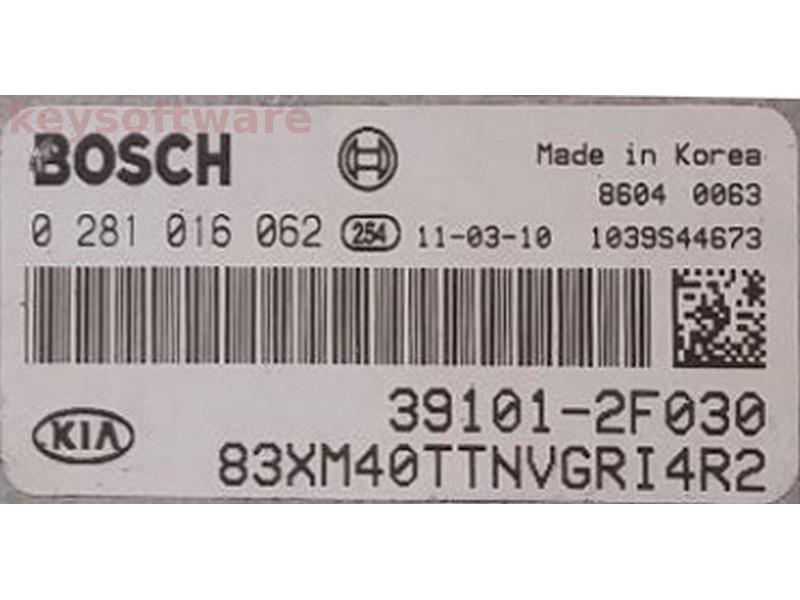 keysoftware
BOSCH
Made in Korea
8604 0063
0 281 016 062 254 11-03-10 1039S44673
39101-2F030
KIA
83XM40TTNVGRI4R2